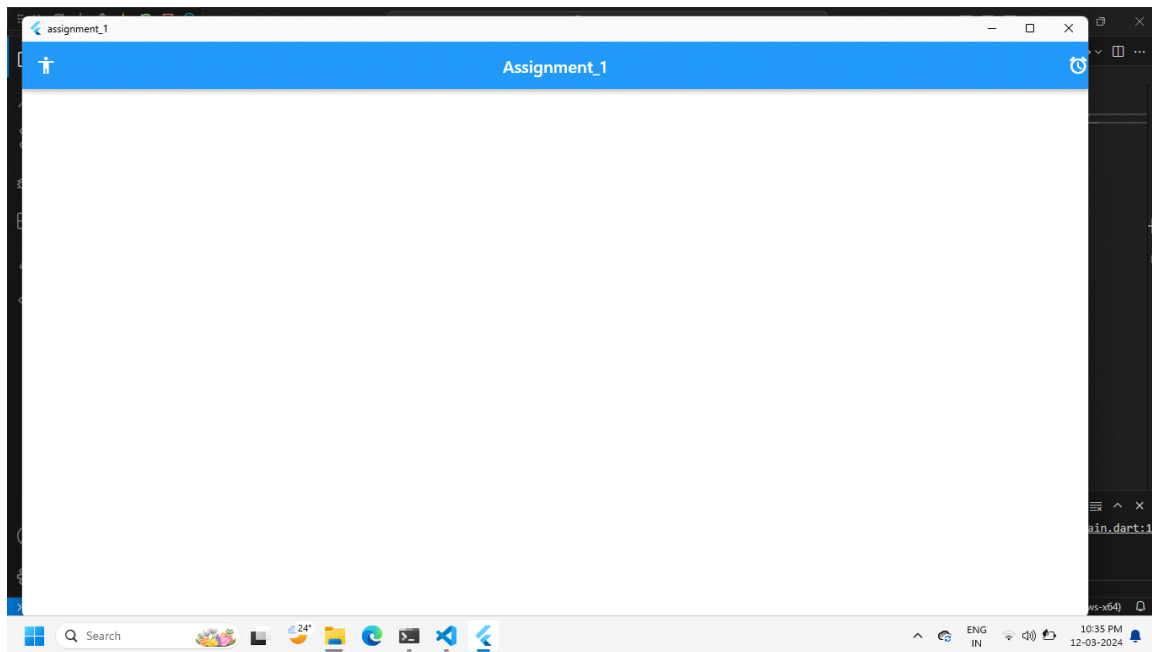 assignment_1
Assignment_1
ain.dart:1
ws-x64)
Search
24°
ENG
IN
10:35 PM
12-03-2024